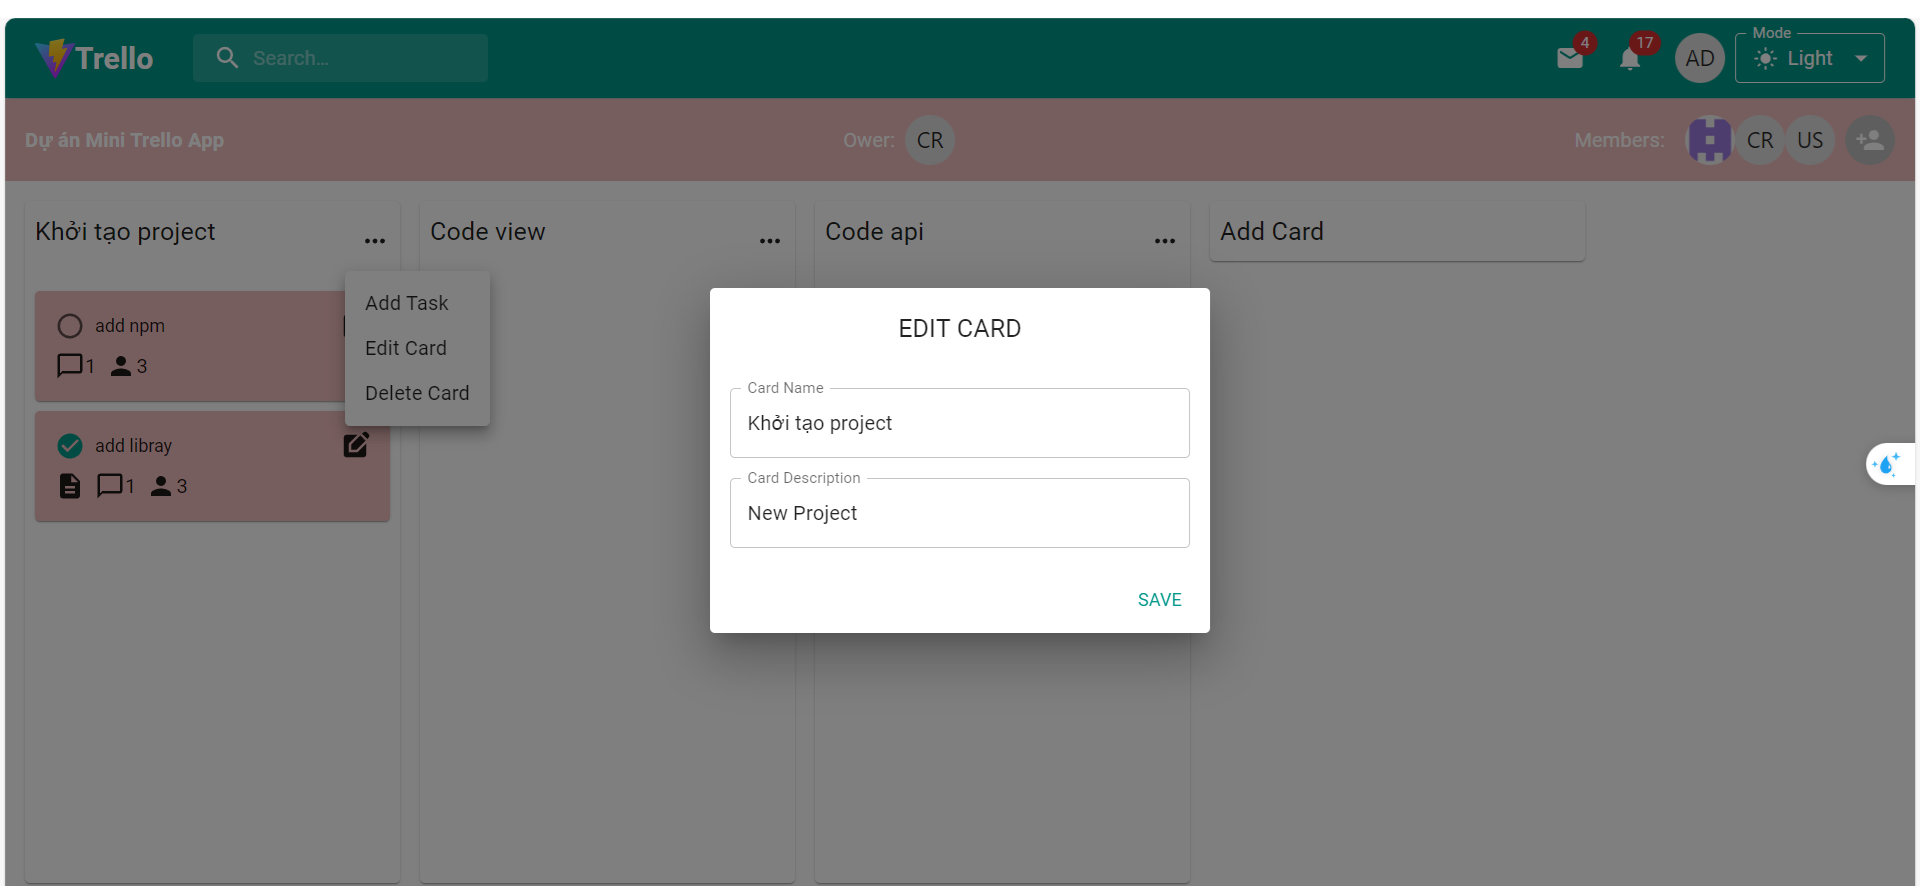 Trello
Search...
4
17
AD
Mode
Light
Dự án Mini Trello App
Ower:
CR
Members:
CR
US
Khởi tạo project
Code view
Code api
Add Card
add npm
1
3
add libray
1
3
Add Task
Edit Card
Delete Card
EDIT CARD
Card Name
Khởi tạo project
Card Description
New Project
SAVE